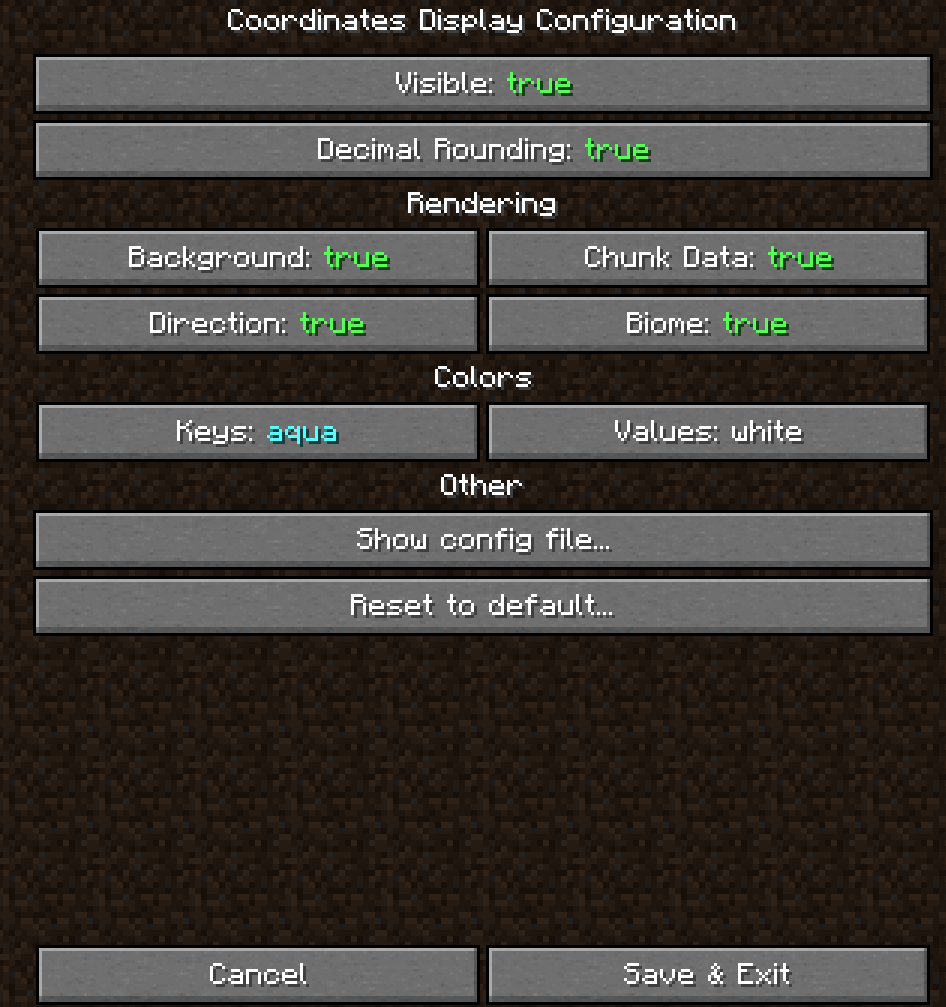 Coordinates Display Configuration
Visible: true
Decimal Rounding: true
Rendering
Background: true
Chunk Data: true
Direction: true
Biome: true
Colors
Keys: aqua
Values: white
Other
Show config file...
Reset to default...
Cancel
Save & Exit